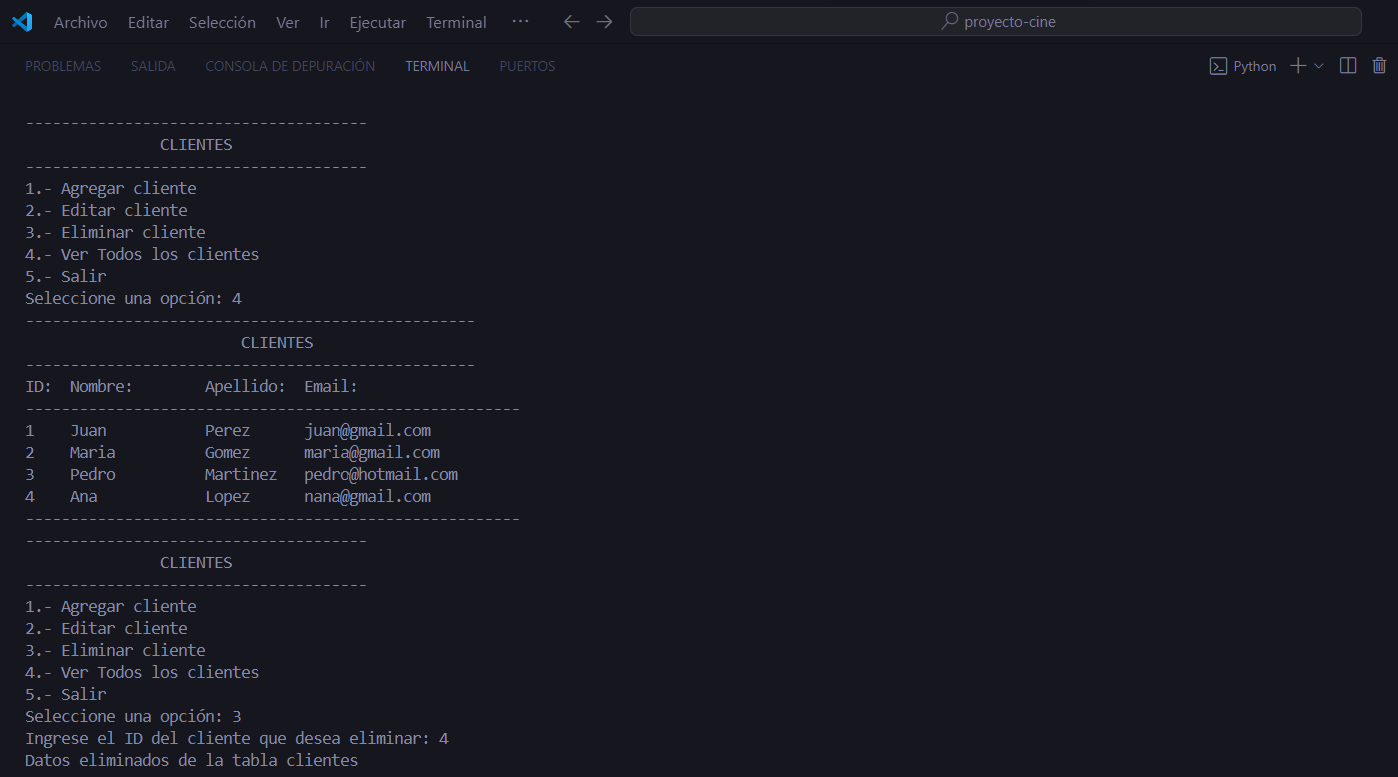 Archivo Editar Selección Ver Ir Ejecutar Terminal ··· proyecto-cine
PROBLEMAS SALIDA CONSOLA DE DEPURACIÓN TERMINAL PUERTOS Python
--------------------------------------
CLIENTES
--------------------------------------
1.- Agregar cliente
2.- Editar cliente
3.- Eliminar cliente
4.- Ver Todos los clientes
5.- Salir
Seleccione una opción: 4
--------------------------------------------------
CLIENTES
--------------------------------------------------
ID: Nombre: Apellido: Email:
-------------------------------------------------------
1 Juan Perez juan@gmail.com
2 Maria Gomez maria@gmail.com
3 Pedro Martinez pedro@hotmail.com
4 Ana Lopez nana@gmail.com
-------------------------------------------------------
--------------------------------------
CLIENTES
--------------------------------------
1.- Agregar cliente
2.- Editar cliente
3.- Eliminar cliente
4.- Ver Todos los clientes
5.- Salir
Seleccione una opción: 3
Ingrese el ID del cliente que desea eliminar: 4
Datos eliminados de la tabla clientes